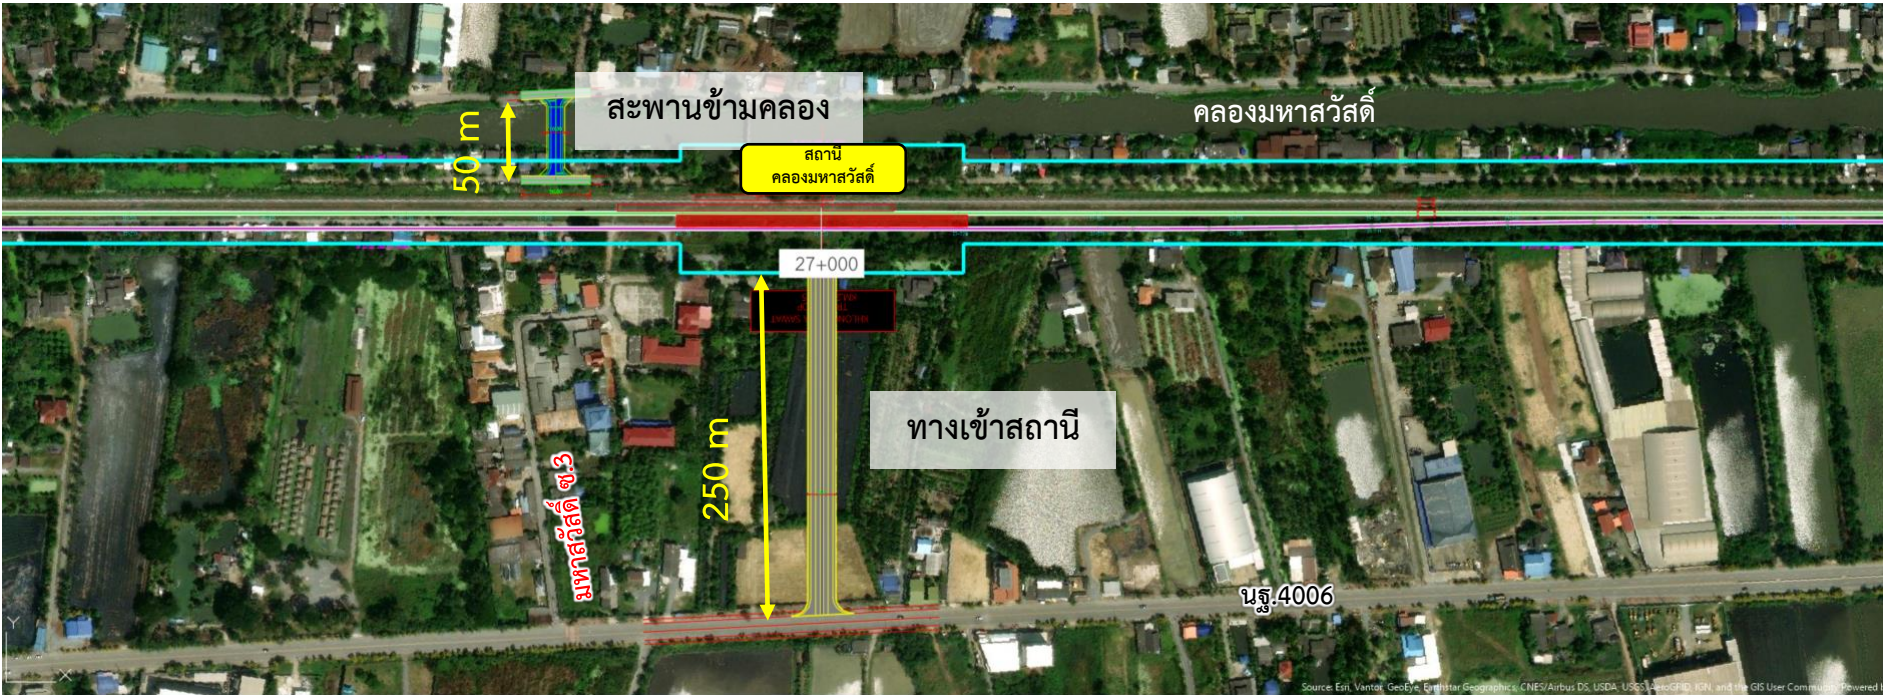 สะพานข้ามคลอง
คลองมหาสวัสดิ์
50 m
สถานี
คลองมหาสวัสดิ์
27+000
250 m
ทางเข้าสถานี
มหาสวัสดิ์ ซ.3
นฐ.4006
Y
X
Source: Esri, Vantor, GeoEye, Earthstar Geographics, CNES/Airbus DS, USDA, USGS, AeroGRID, IGN, and the GIS User Community, Powered b